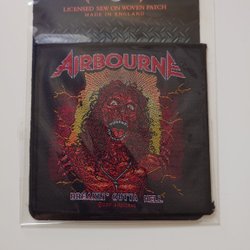 LICENSED SEW ON WOVEN PATCH
MADE IN ENGLAND
AIRBOURNE
BREAKIN' OUTTA HELL